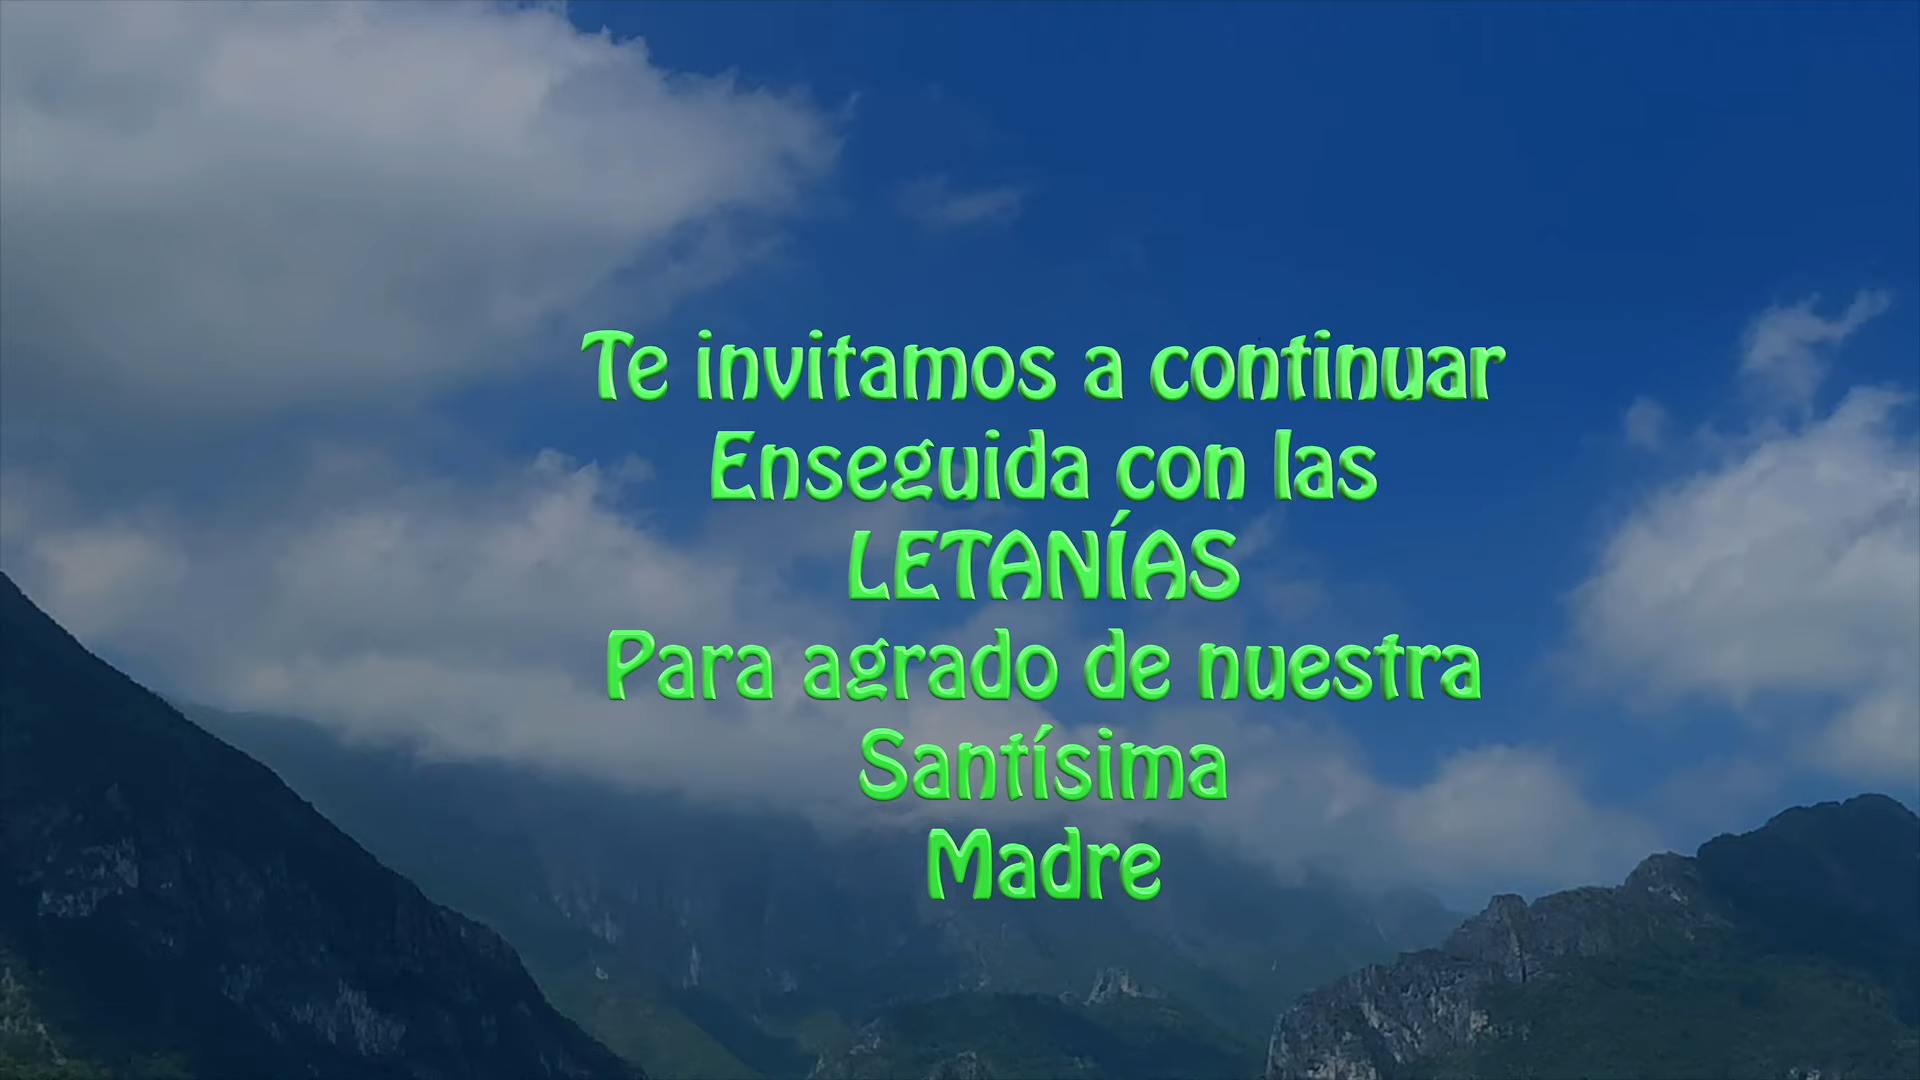 Te invitamos a continuar
Enseguida con las
LETANÍAS
Para agrado de nuestra
Santísima
Madre